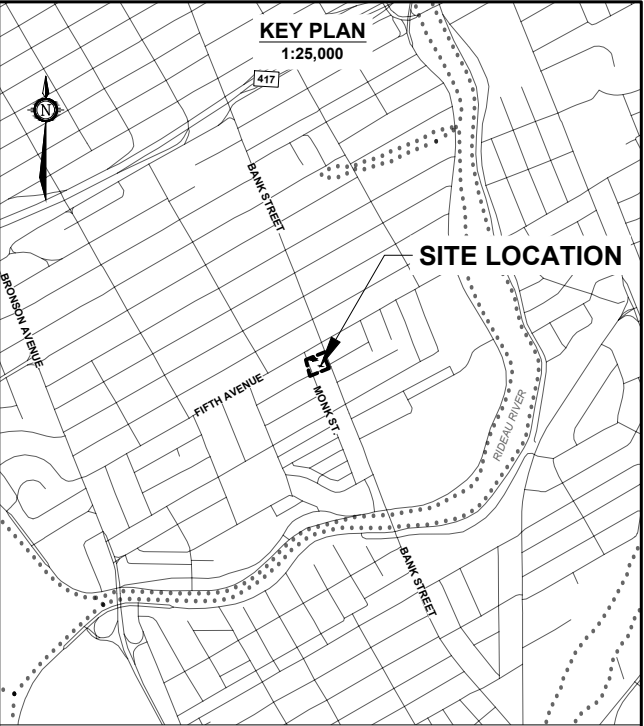 KEY PLAN
1:25,000
417
N
BANK STREET
SITE LOCATION
BRONSON AVENUE
FIFTH AVENUE
MONK ST.
RIDEAU RIVER
BANK STREET